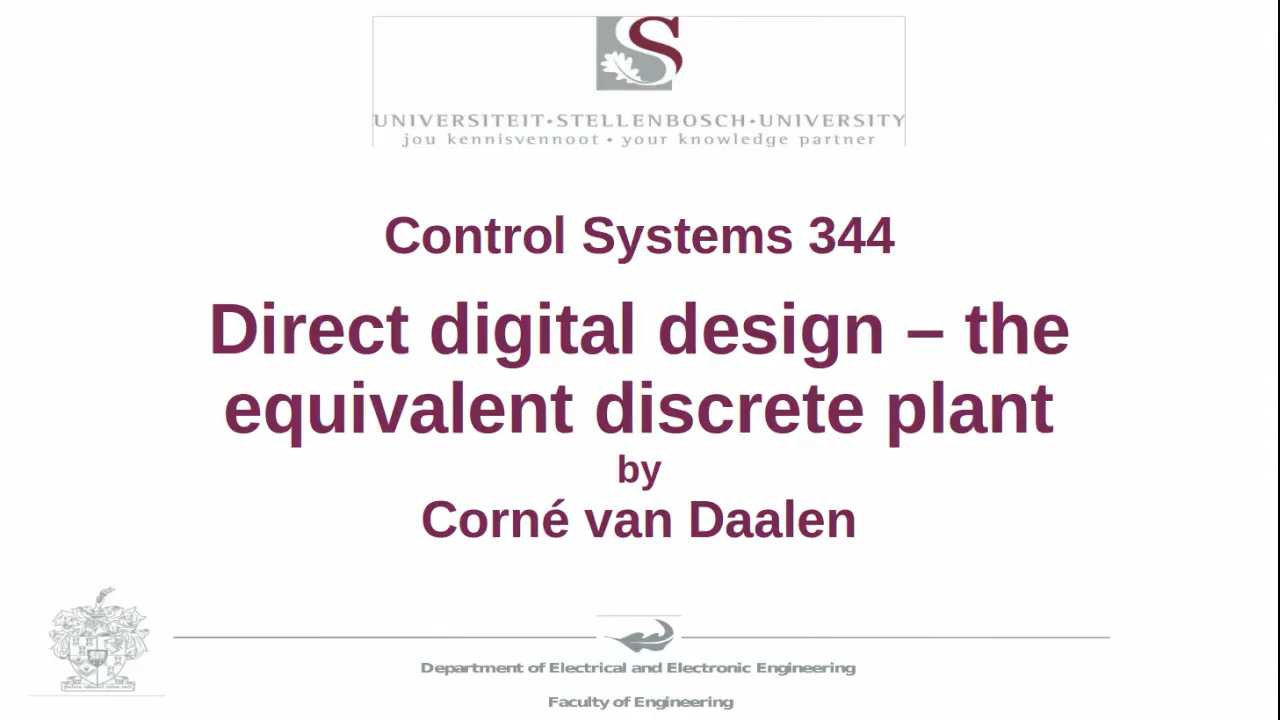 UNIVERSITEIT•STELLENBOSCH•UNIVERSITY
jou kennisvennoot • your knowledge partner
Control Systems 344
Direct digital design – the
equivalent discrete plant
by
Corné van Daalen
Department of Electrical and Electronic Engineering
Faculty of Engineering